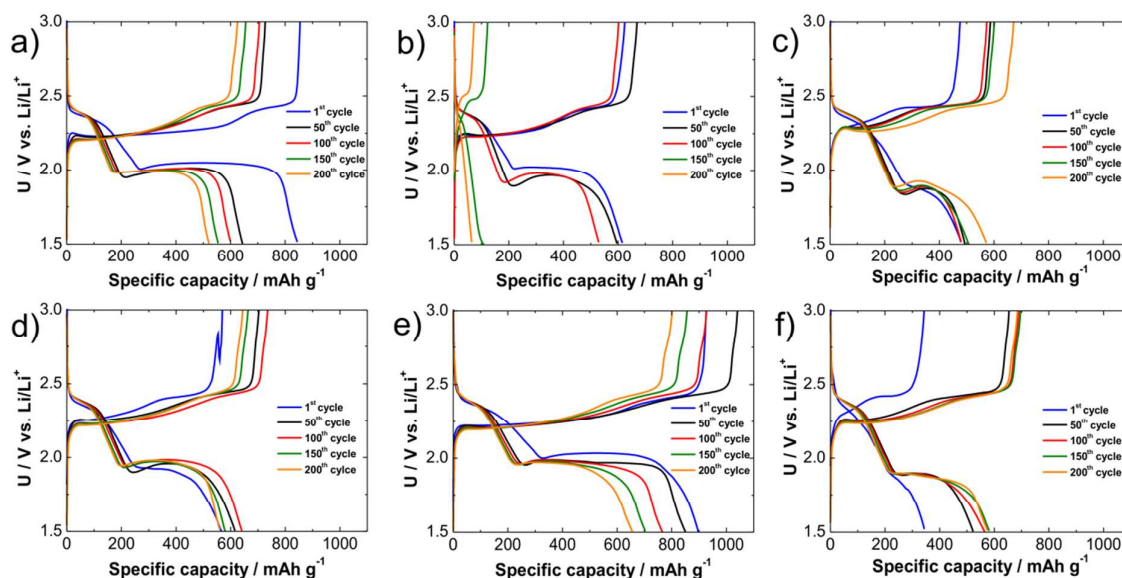 a)
3.0
2.5
2.0
1.5
U / V vs. Li/Li⁺
1ˢᵗ cycle
50ᵗʰ cycle
100ᵗʰ cycle
150ᵗʰ cycle
200ᵗʰ cylce
0 200 400 600 800 1000
Specific capacity / mAh g⁻¹
b)
3.0
2.5
2.0
1.5
U / V vs. Li/Li⁺
1ˢᵗ cycle
50ᵗʰ cycle
100ᵗʰ cycle
150ᵗʰ cycle
200ᵗʰ cylce
0 200 400 600 800 1000
Specific capacity / mAh g⁻¹
c)
3.0
2.5
2.0
1.5
U / V vs. Li/Li⁺
1ˢᵗ cycle
50ᵗʰ cycle
100ᵗʰ cycle
150ᵗʰ cycle
200ᵗʰ cylce
0 200 400 600 800 1000
Specific capacity / mAh g⁻¹
d)
3.0
2.5
2.0
1.5
U / V vs. Li/Li⁺
1ˢᵗ cycle
50ᵗʰ cycle
100ᵗʰ cycle
150ᵗʰ cycle
200ᵗʰ cylce
0 200 400 600 800 1000
Specific capacity / mAh g⁻¹
e)
3.0
2.5
2.0
1.5
U / V vs. Li/Li⁺
1ˢᵗ cycle
50ᵗʰ cycle
100ᵗʰ cycle
150ᵗʰ cycle
200ᵗʰ cylce
0 200 400 600 800 1000
Specific capacity / mAh g⁻¹
f)
3.0
2.5
2.0
1.5
U / V vs. Li/Li⁺
1ˢᵗ cycle
50ᵗʰ cycle
100ᵗʰ cycle
150ᵗʰ cycle
200ᵗʰ cylce
0 200 400 600 800 1000
Specific capacity / mAh g⁻¹